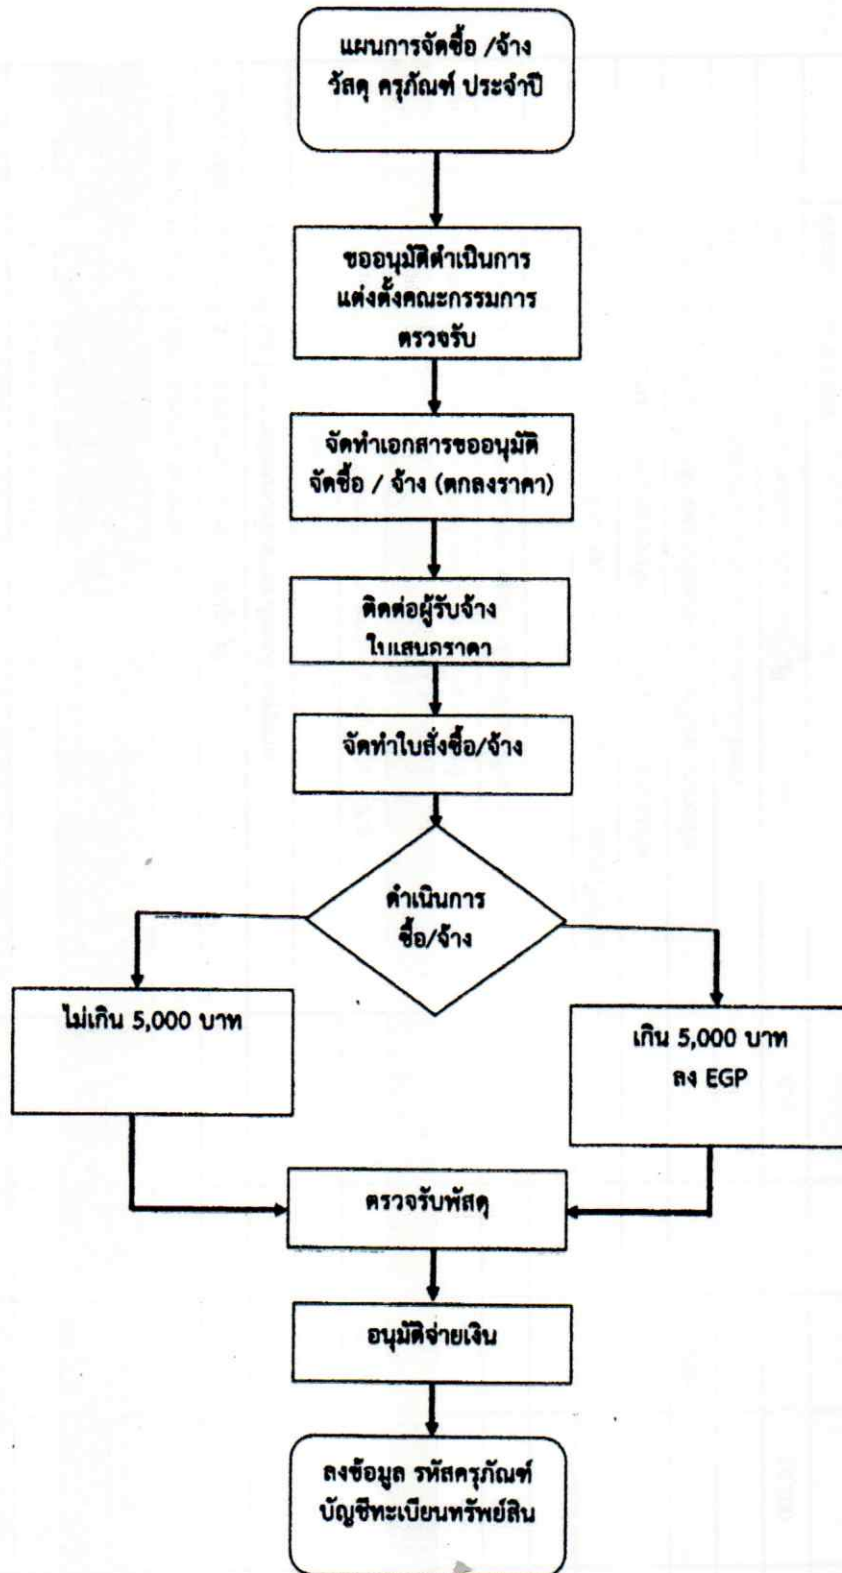 แผนการจัดซื้อ /จ้าง
วัสดุ ครุภัณฑ์ ประจำปี
ขออนุมัติดำเนินการ
แต่งตั้งคณะกรรมการ
ตรวจรับ
จัดทำเอกสารขออนุมัติ
จัดซื้อ / จ้าง (ตกลงราคา)
ติดต่อผู้รับจ้าง
ใบเสนอราคา
จัดทำใบสั่งซื้อ/จ้าง
ดำเนินการ
ซื้อ/จ้าง
ไม่เกิน 5,000 บาท
เกิน 5,000 บาท
ลง EGP
ตรวจรับพัสดุ
อนุมัติจ่ายเงิน
ลงข้อมูล รหัสครุภัณฑ์
บัญชีทะเบียนทรัพย์สิน